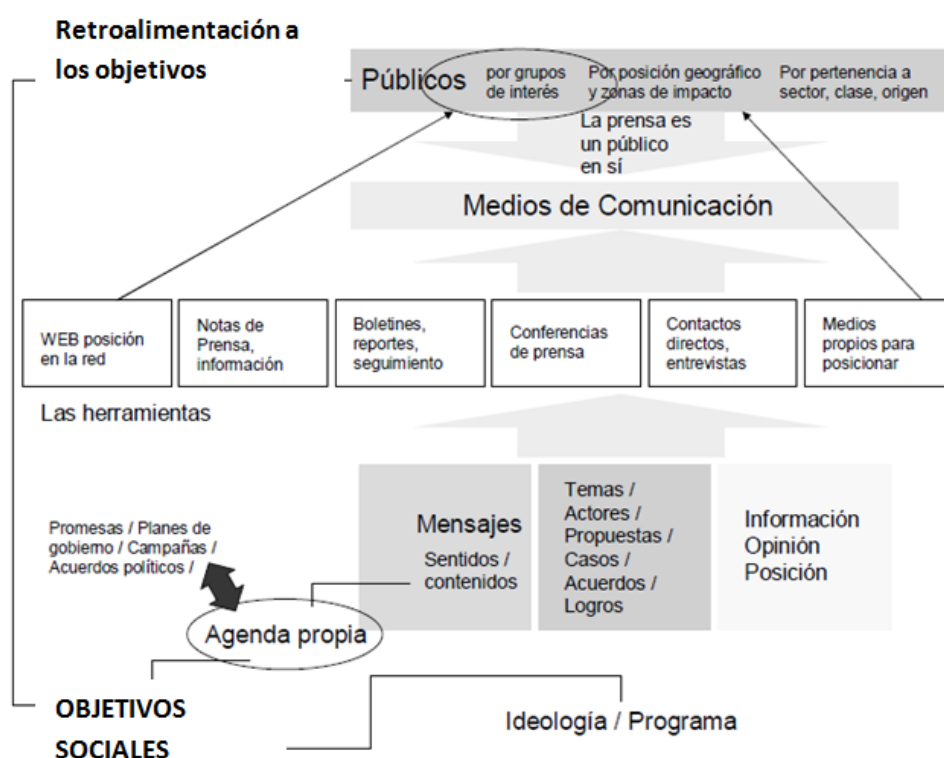 Retroalimentación a
los objetivos
Públicos
por grupos
de interés
Por posición geográfico
y zonas de impacto
Por pertenencia a
sector, clase, origen
La prensa es
un público
en sí
Medios de Comunicación
WEB posición
en la red
Notas de
Prensa,
información
Boletines,
reportes,
seguimiento
Conferencias
de prensa
Contactos
directos,
entrevistas
Medios
propios para
posicionar
Las herramientas
Promesas / Planes de
gobierno / Campañas /
Acuerdos políticos /
Mensajes
Sentidos /
contenidos
Temas /
Actores /
Propuestas /
Casos /
Acuerdos /
Logros
Información
Opinión
Posición
Agenda propia
OBJETIVOS
SOCIALES
Ideología / Programa